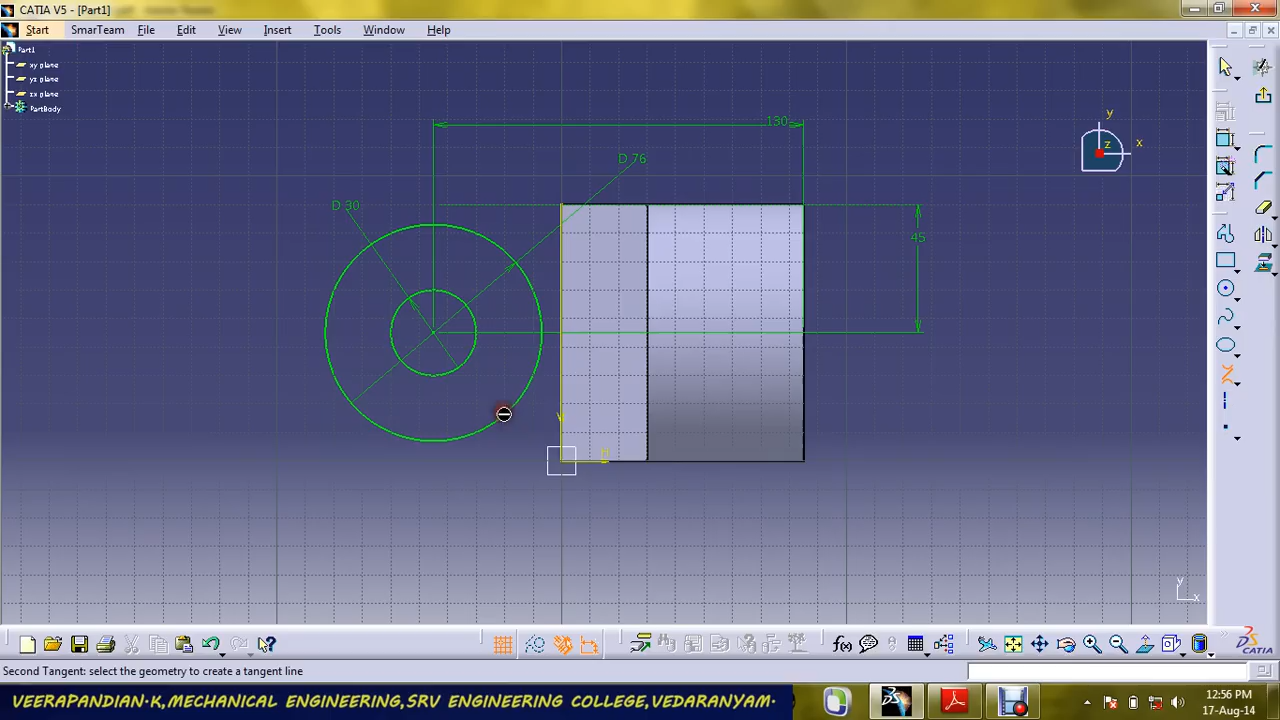 CATIA V5 - [Part1]
Start SmarTeam File Edit View Insert Tools Window Help
Part1
xy plane
yz plane
zx plane
PartBody
y
z
x
130
D 76
D 30
45
V
H
y
x
f(x)
CATIA
Second Tangent: select the geometry to create a tangent line
VEERAPANDIAN.K,MECHANICAL ENGINEERING,SRV ENGINEERING COLLEGE,VEDARANYAM.
12:56 PM
17-Aug-14